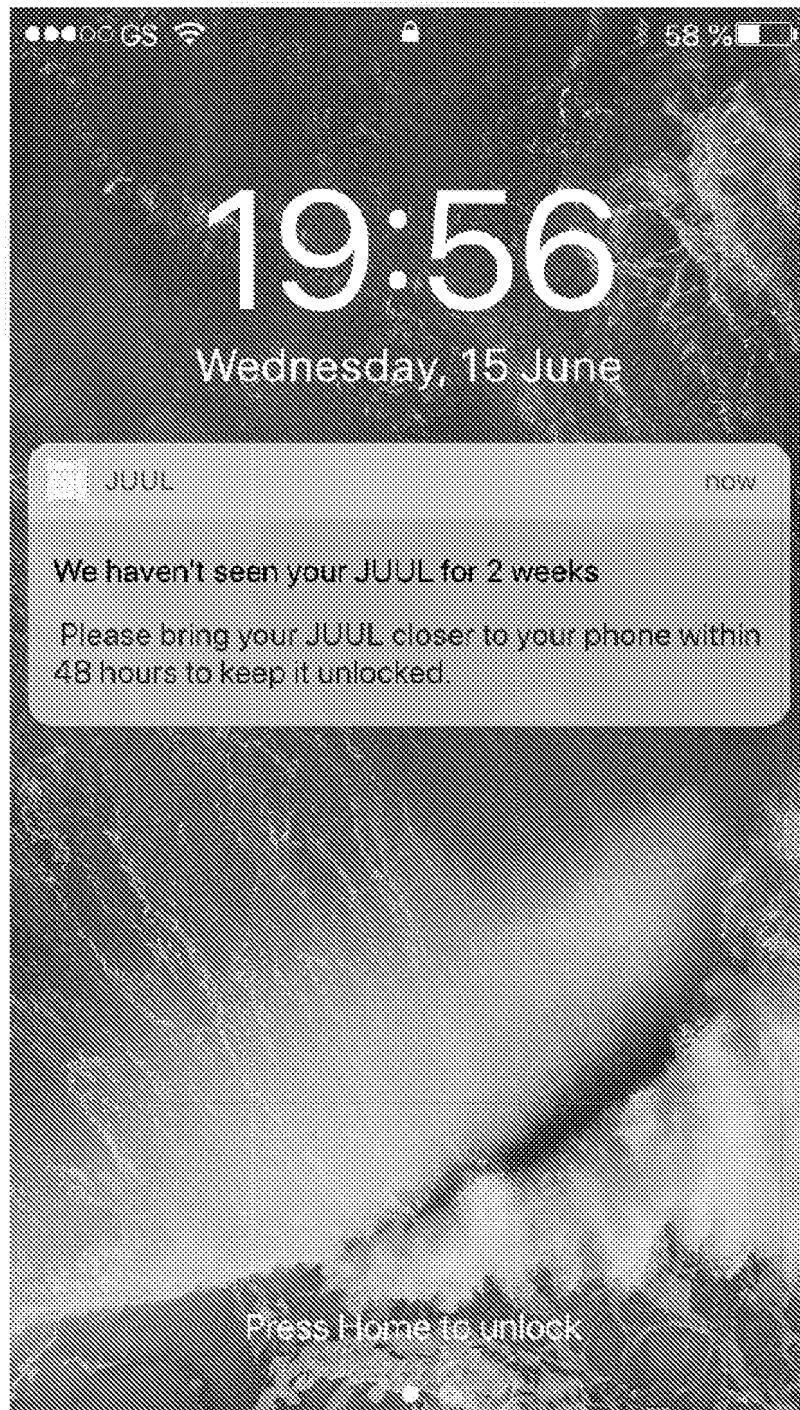 GS 58 %
19:56
Wednesday, 15 June
JUUL now
We haven't seen your JUUL for 2 weeks
Please bring your JUUL closer to your phone within
48 hours to keep it unlocked.
Press Home to unlock